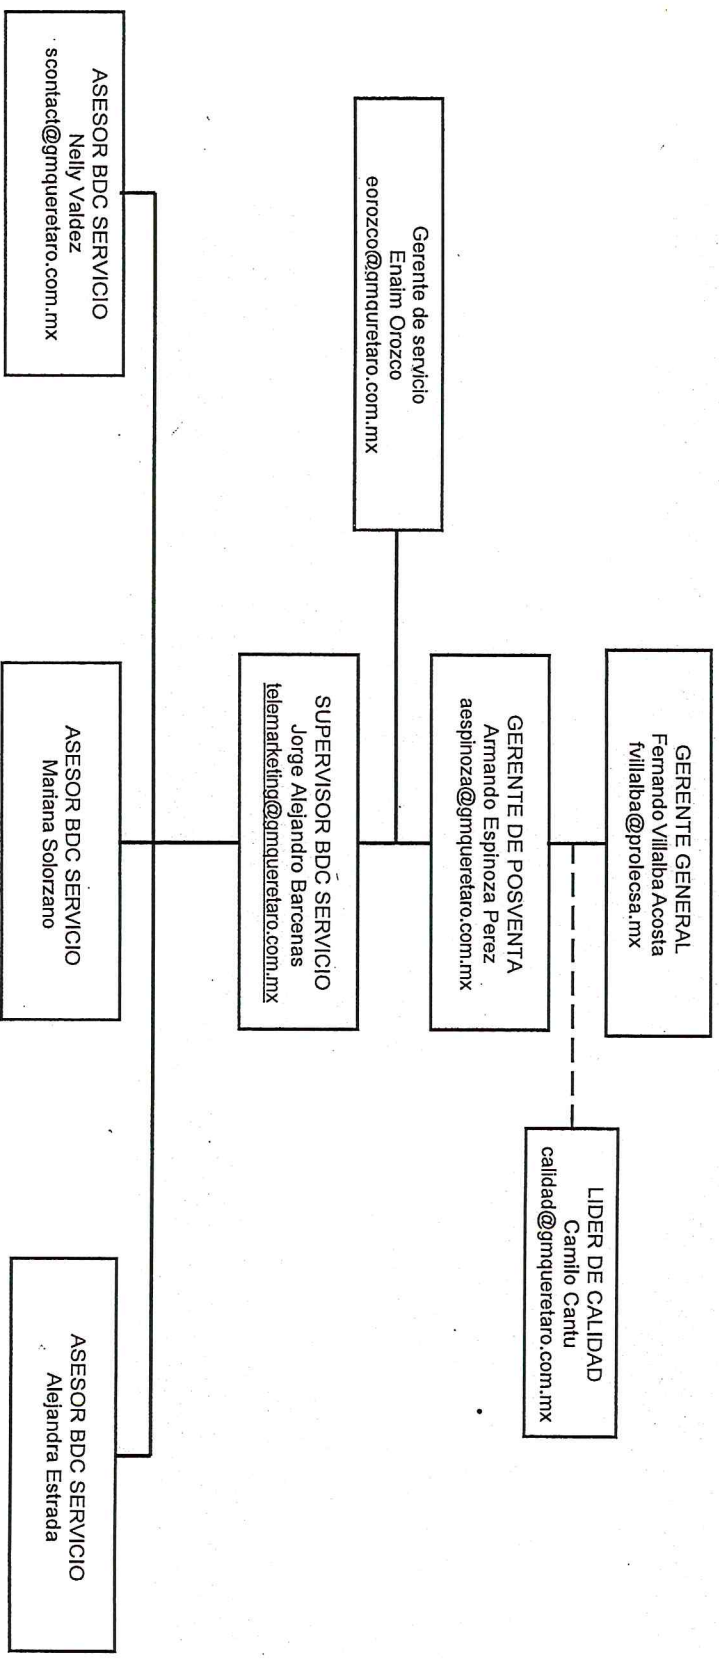 GERENTE GENERAL
Fernando Villalba Acosta
fvillalba@prolecsa.mx
LIDER DE CALIDAD
Camilo Cantu
calidad@gmqueretaro.com.mx
GERENTE DE POSVENTA
Armando Espinoza Perez
aespinoza@gmqueretaro.com.mx
Gerente de servicio
Enaim Orozco
eorozco@gmquretaro.com.mx
SUPERVISOR BDC SERVICIO
Jorge Alejandro Barcenas
telemarketing@gmqueretaro.com.mx
ASESOR BDC SERVICIO
Nelly Valdez
scontact@gmqueretaro.com.mx
ASESOR BDC SERVICIO
Mariana Solorzano
ASESOR BDC SERVICIO
Alejandra Estrada